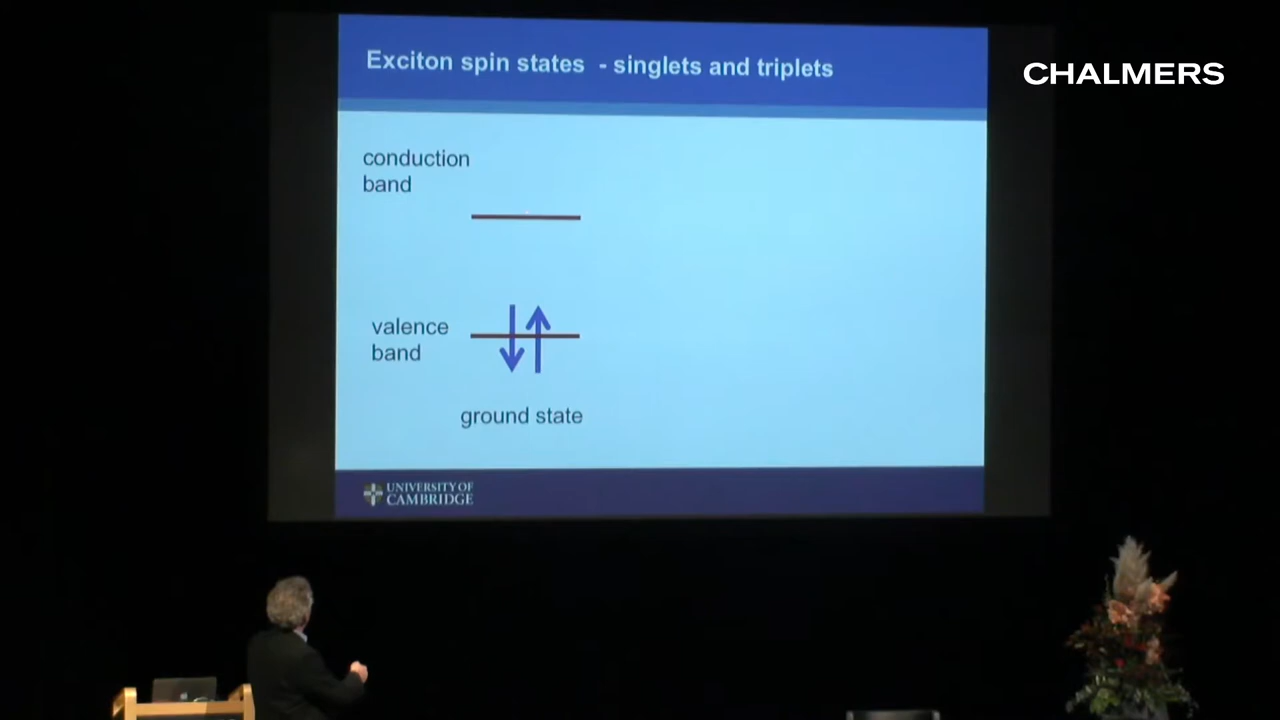 Exciton spin states - singlets and triplets
CHALMERS
conduction
band
valence
band
ground state
UNIVERSITY OF
CAMBRIDGE